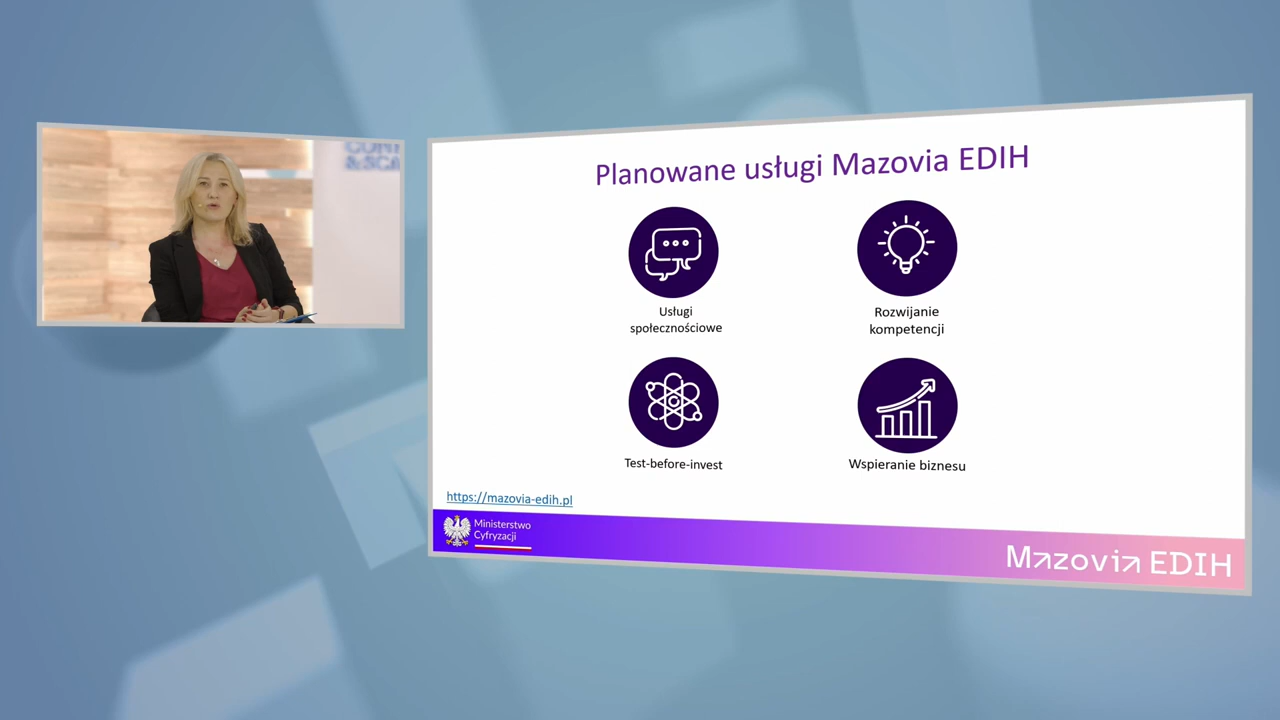 Planowane usługi Mazovia EDIH
Usługi
społecznościowe
Rozwijanie
kompetencji
Test-before-invest
Wspieranie biznesu
https://mazovia-edih.pl
Ministerstwo
Cyfryzacji
Mazovia EDIH